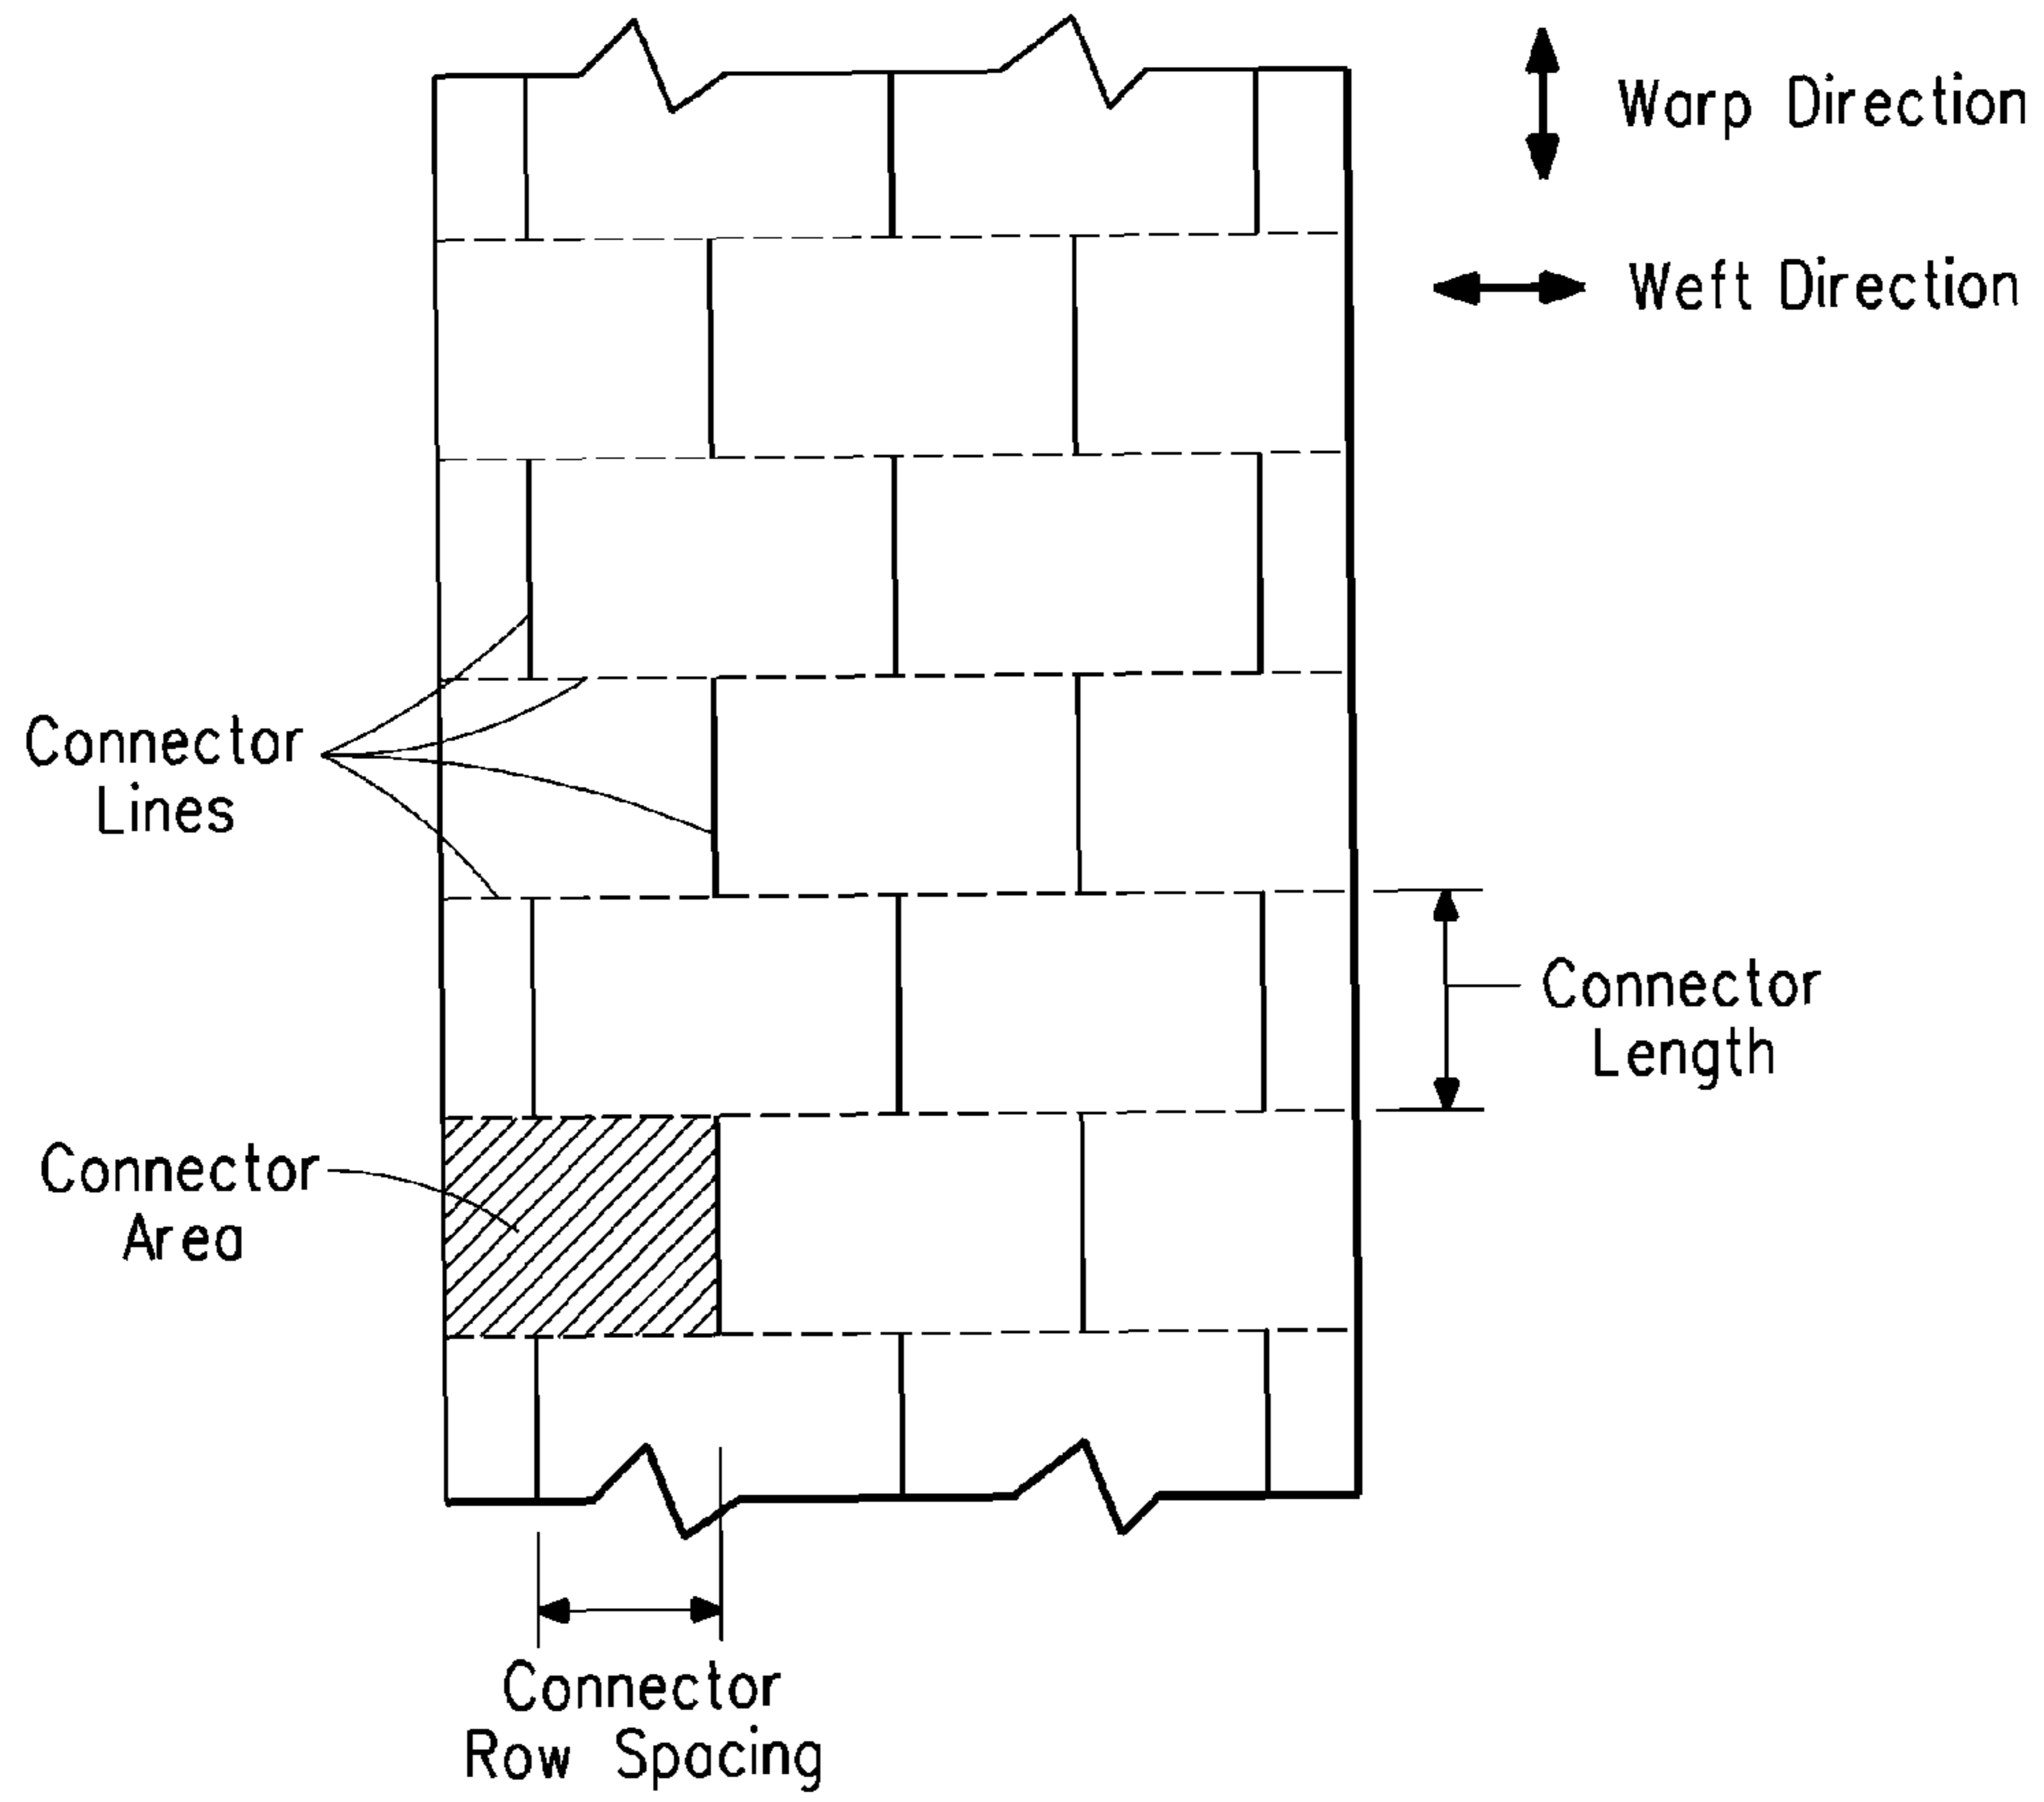 Warp Direction
Weft Direction
Connector
Lines
Connector
Length
Connector
Area
Connector
Row Spacing